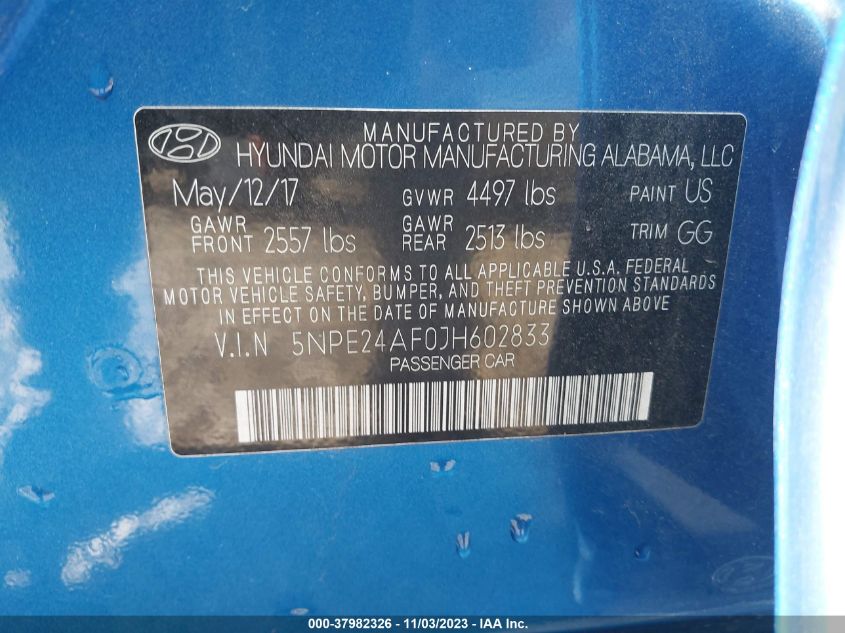 MANUFACTURED BY
HYUNDAI MOTOR MANUFACTURING ALABAMA, LLC
May/12/17 GVWR 4497 lbs PAINT US
GAWR FRONT 2557 lbs GAWR REAR 2513 lbs TRIM GG
THIS VEHICLE CONFORMS TO ALL APPLICABLE U.S.A. FEDERAL
MOTOR VEHICLE SAFETY, BUMPER, AND THEFT PREVENTION STANDARDS
IN EFFECT ON THE DATE OF MANUFACTURE SHOWN ABOVE
V.I.N 5NPE24AF0JH602833
PASSENGER CAR
000-37982326 - 11/03/2023 - IAA Inc.